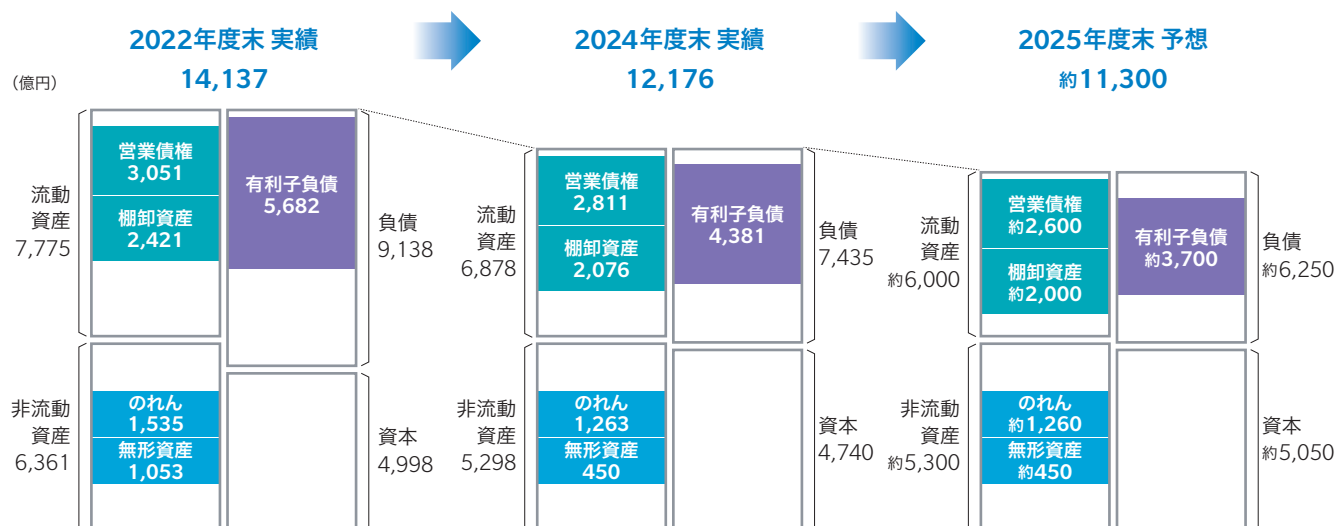 2022年度末 実績
14,137
2024年度末 実績
12,176
2025年度末 予想
約11,300
（億円）
流動
資産
7,775
営業債権
3,051
棚卸資産
2,421
有利子負債
5,682
負債
9,138
非流動
資産
6,361
のれん
1,535
無形資産
1,053
資本
4,998
流動
資産
6,878
営業債権
2,811
棚卸資産
2,076
有利子負債
4,381
負債
7,435
非流動
資産
5,298
のれん
1,263
無形資産
450
資本
4,740
流動
資産
約6,000
営業債権
約2,600
棚卸資産
約2,000
有利子負債
約3,700
負債
約6,250
非流動
資産
約5,300
のれん
約1,260
無形資産
約450
資本
約5,050